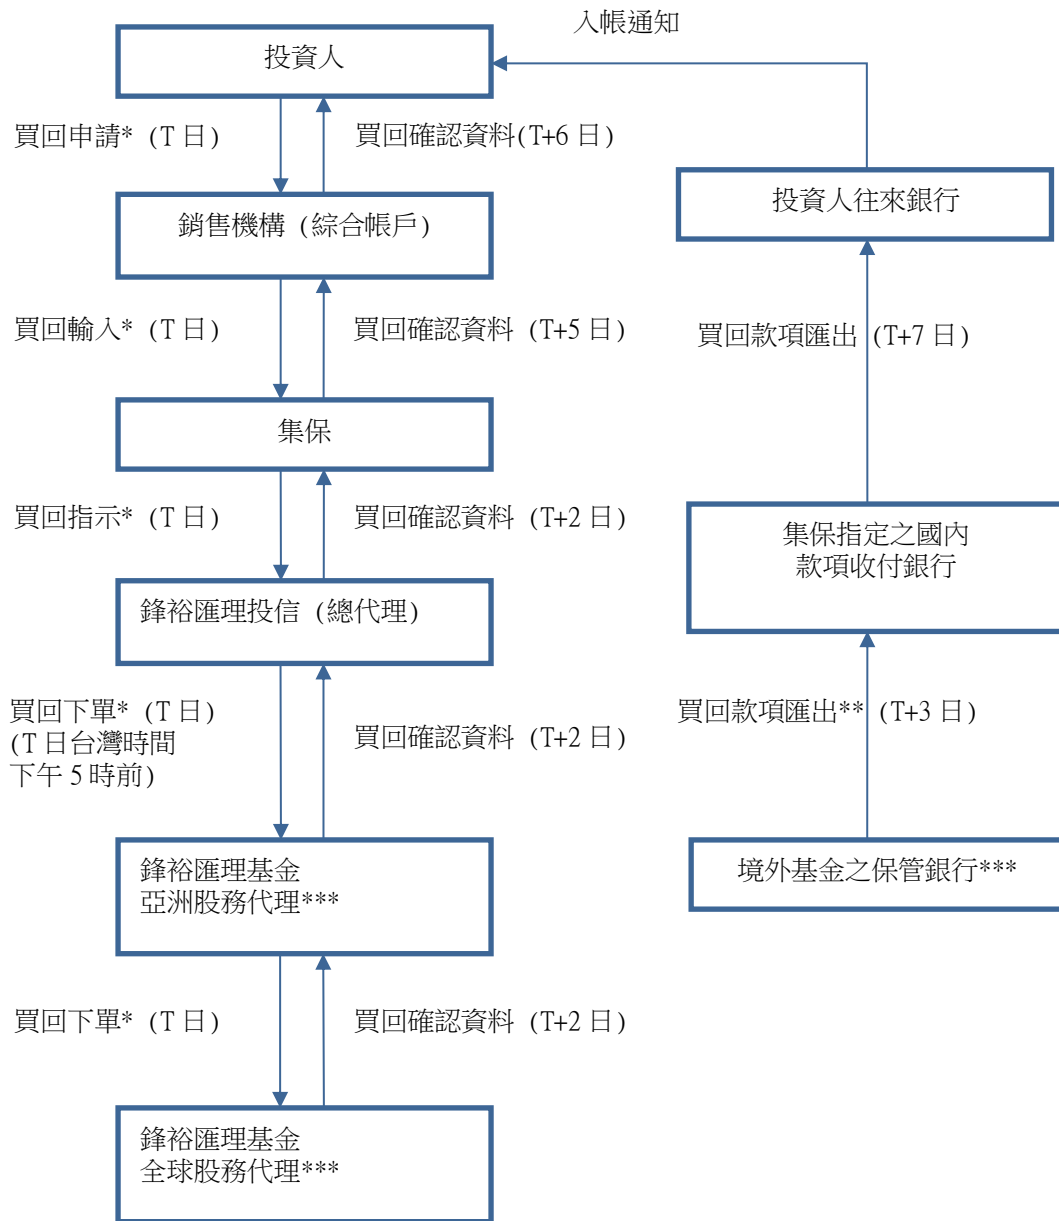 入帳通知
投資人
買回申請* (T 日)
買回確認資料(T+6 日)
投資人往來銀行
銷售機構 (綜合帳戶)
買回輸入* (T 日)
買回確認資料 (T+5 日)
買回款項匯出 (T+7 日)
集保
買回指示* (T 日)
買回確認資料 (T+2 日)
集保指定之國內
款項收付銀行
鋒裕匯理投信 (總代理)
買回下單* (T 日)
(T 日台灣時間
下午 5 時前)
買回確認資料 (T+2 日)
買回款項匯出** (T+3 日)
鋒裕匯理基金
亞洲股務代理***
境外基金之保管銀行***
買回下單* (T 日)
買回確認資料 (T+2 日)
鋒裕匯理基金
全球股務代理***